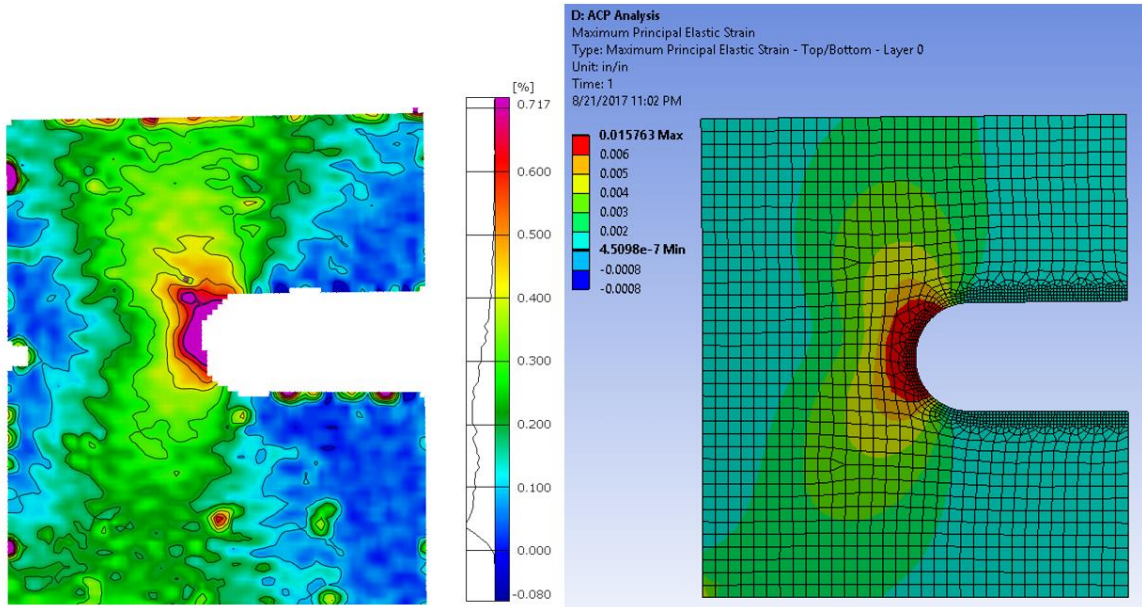 [%]
0.717
0.600
0.500
0.400
0.300
0.200
0.100
0.000
-0.080
D: ACP Analysis
Maximum Principal Elastic Strain
Type: Maximum Principal Elastic Strain - Top/Bottom - Layer 0
Unit: in/in
Time: 1
8/21/2017 11:02 PM
0.015763 Max
0.006
0.005
0.004
0.003
0.002
4.5098e-7 Min
-0.0008
-0.0008